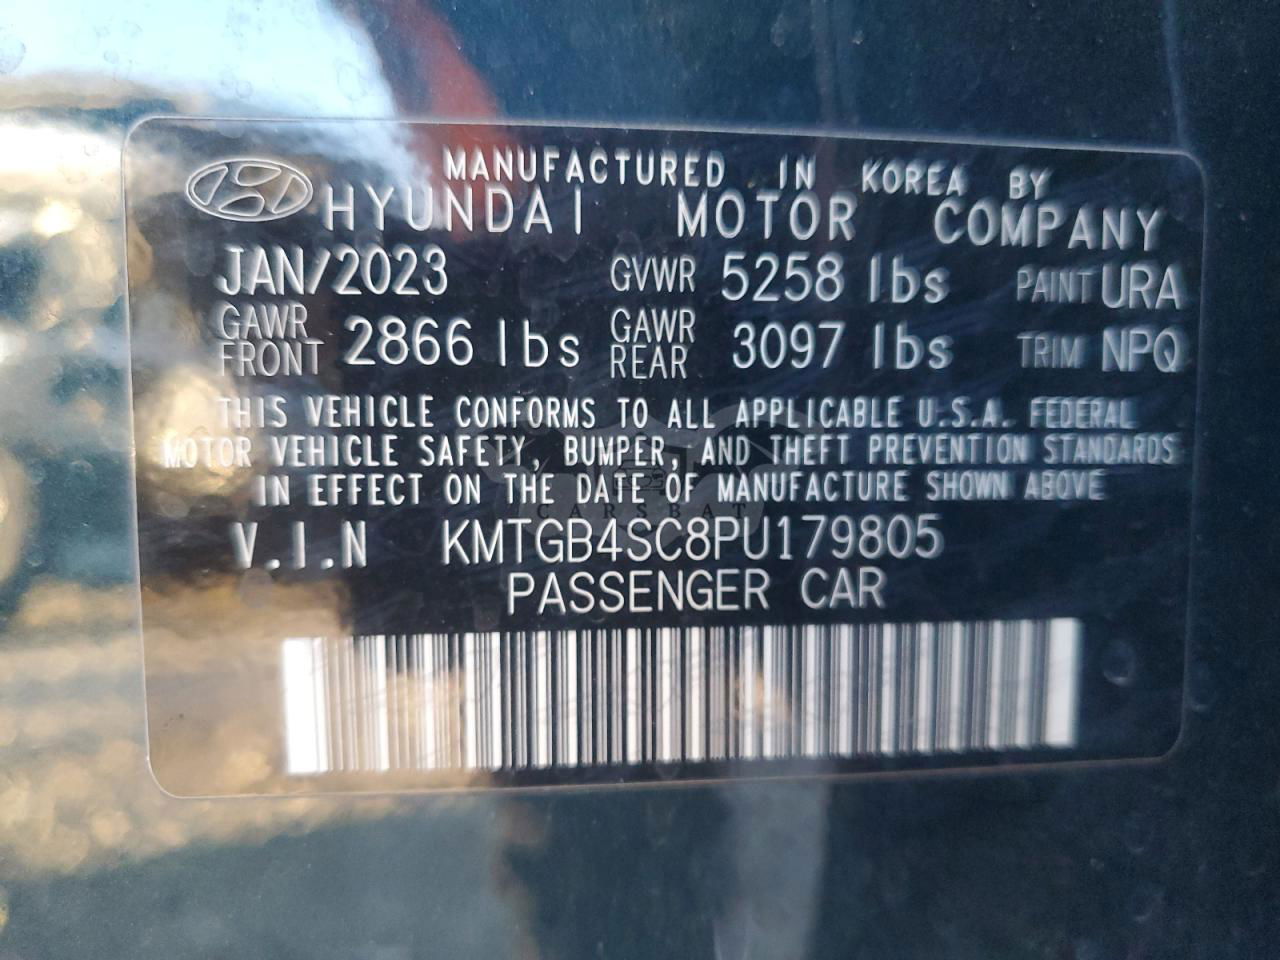 MANUFACTURED IN KOREA BY
HYUNDAI MOTOR COMPANY
JAN/2023 GVWR 5258 lbs PAINT URA
GAWR FRONT 2866 lbs GAWR REAR 3097 lbs TRIM NPQ
THIS VEHICLE CONFORMS TO ALL APPLICABLE U.S.A. FEDERAL
MOTOR VEHICLE SAFETY, BUMPER, AND THEFT PREVENTION STANDARDS
IN EFFECT ON THE DATE OF MANUFACTURE SHOWN ABOVE
CARSBAT
V.I.N KMTGB4SC8PU179805
PASSENGER CAR